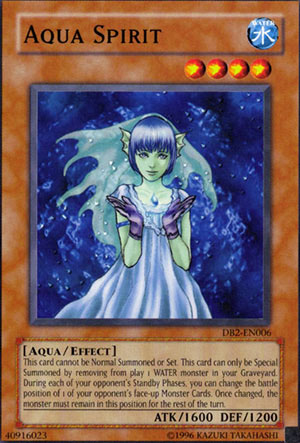 Aqua Spirit
WATER
水
DB2-EN006
[Aqua/Effect]
This card cannot be Normal Summoned or Set. This card can only be Special
Summoned by removing from play 1 WATER monster in your Graveyard.
During each of your opponent's Standby Phases, you can change the battle
position of 1 of your opponent's face-up Monster Cards. Once changed, the
monster must remain in this position for the rest of the turn.
ATK/1600 DEF/1200
40916023
©1996 KAZUKI TAKAHASHI